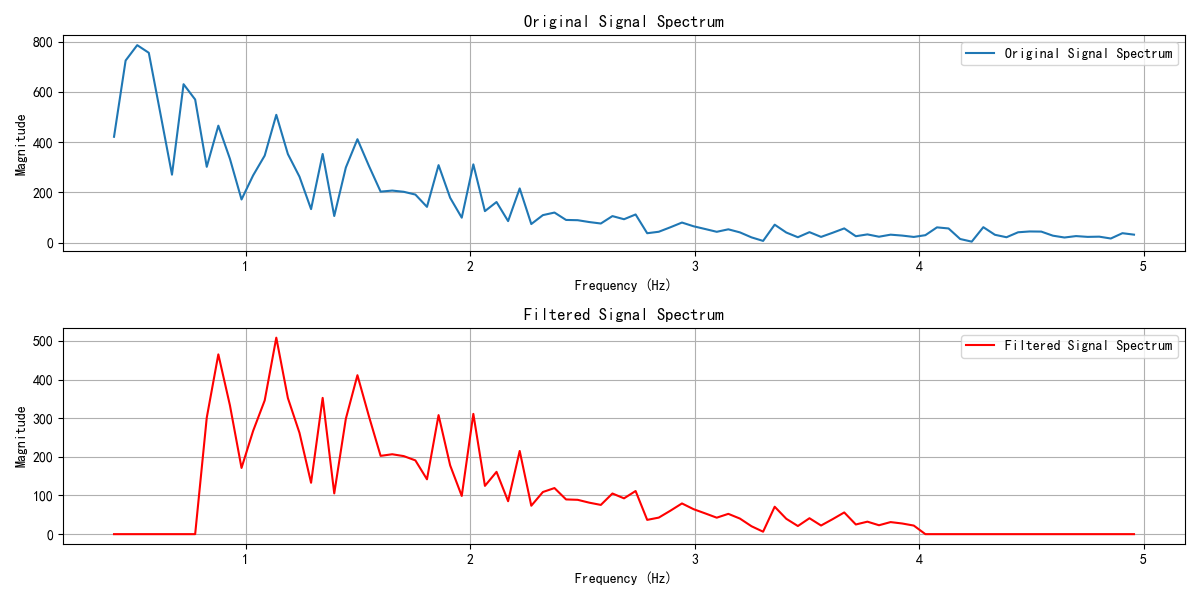 Original Signal Spectrum
800
600
400
200
0
Magnitude
Original Signal Spectrum
1 2 3 4 5
Frequency (Hz)
Filtered Signal Spectrum
500
400
300
200
100
0
Magnitude
Filtered Signal Spectrum
1 2 3 4 5
Frequency (Hz)